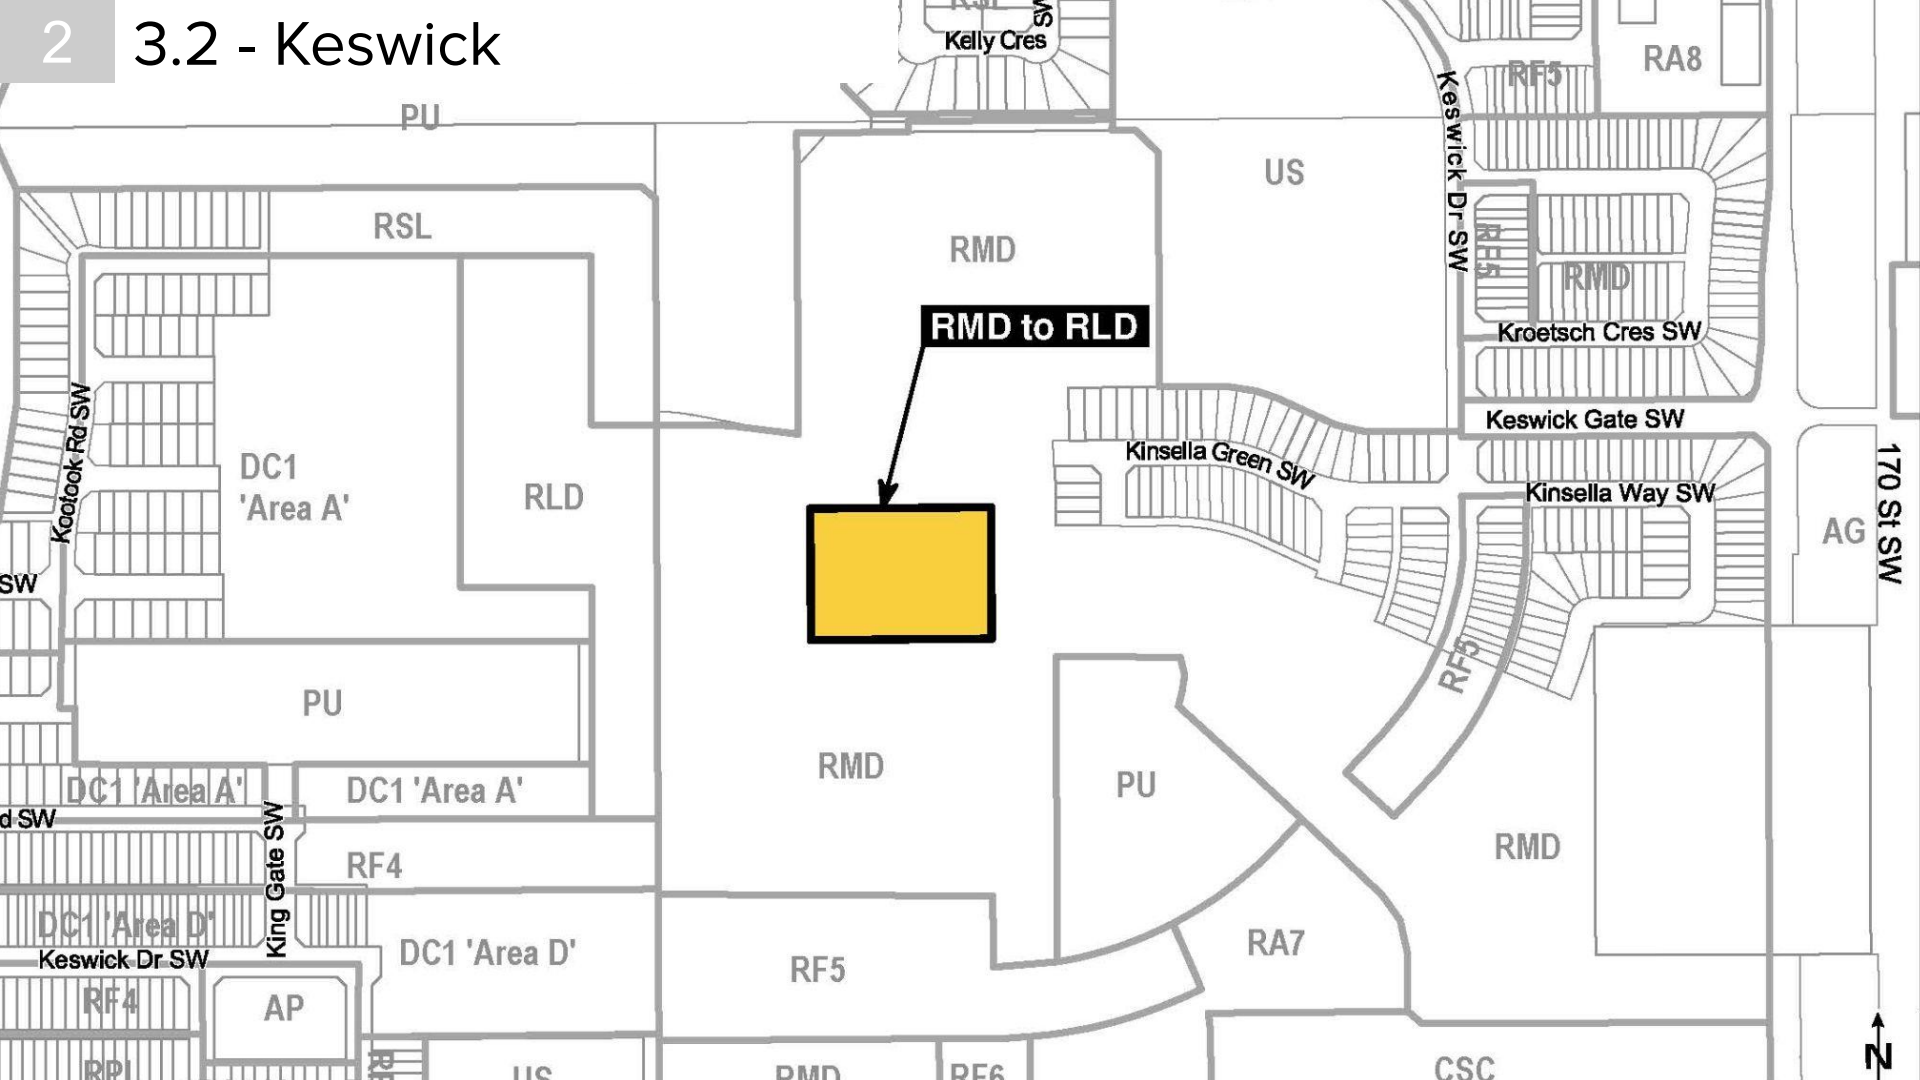 2
3.2 - Keswick
RSL
SW
Kelly Cres
RF5
RA8
PU
Keswick Dr SW
US
RSL
RMD
RF5
RMD
RMD to RLD
Kroetsch Cres SW
Keswick Gate SW
Kootook Rd SW
Kinsella Green SW
DC1
'Area A'
RLD
Kinsella Way SW
AG
170 St SW
SW
RF5
PU
RMD
PU
DC1 'Area A'
DC1 'Area A'
d SW
King Gate SW
RMD
RF4
DC1 'Area D'
DC1 'Area D'
Keswick Dr SW
RF5
RA7
RF4
AP
N
US
RMD
RF6
CSC